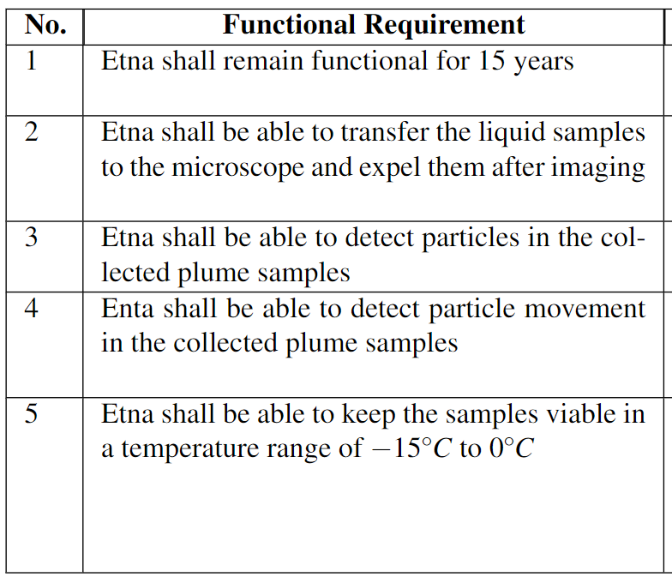 No. Functional Requirement
1 Etna shall remain functional for 15 years
2 Etna shall be able to transfer the liquid samples
to the microscope and expel them after imaging
3 Etna shall be able to detect particles in the col-
lected plume samples
4 Enta shall be able to detect particle movement
in the collected plume samples
5 Etna shall be able to keep the samples viable in
a temperature range of −15°C to 0°C